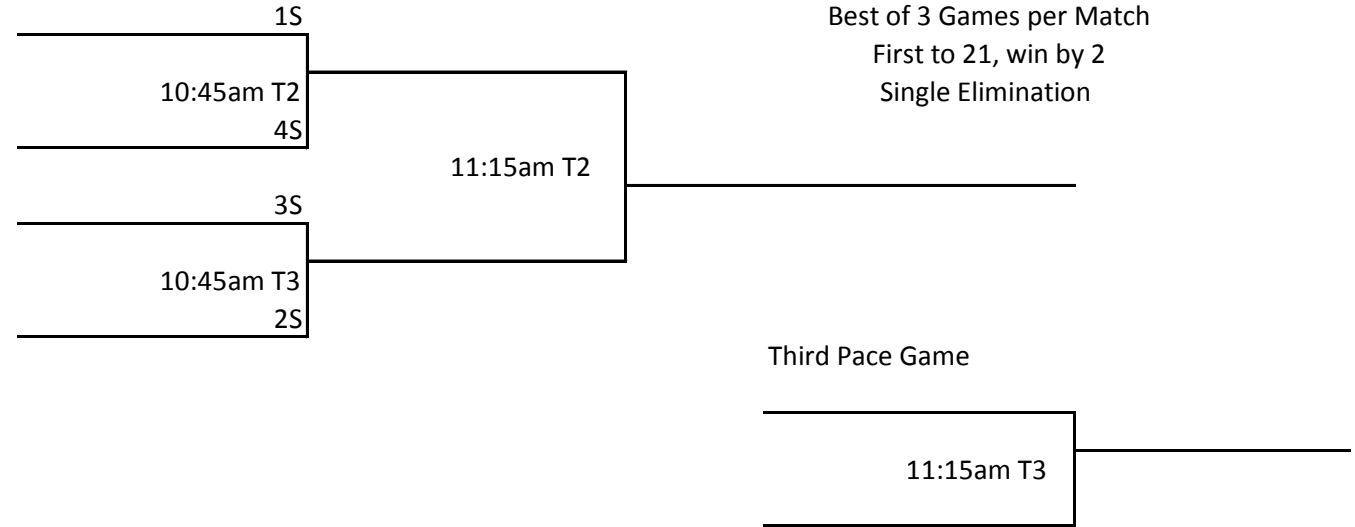 1S
Best of 3 Games per Match
First to 21, win by 2
10:45am T2
Single Elimination
4S
11:15am T2
3S
10:45am T3
2S
Third Pace Game
11:15am T3